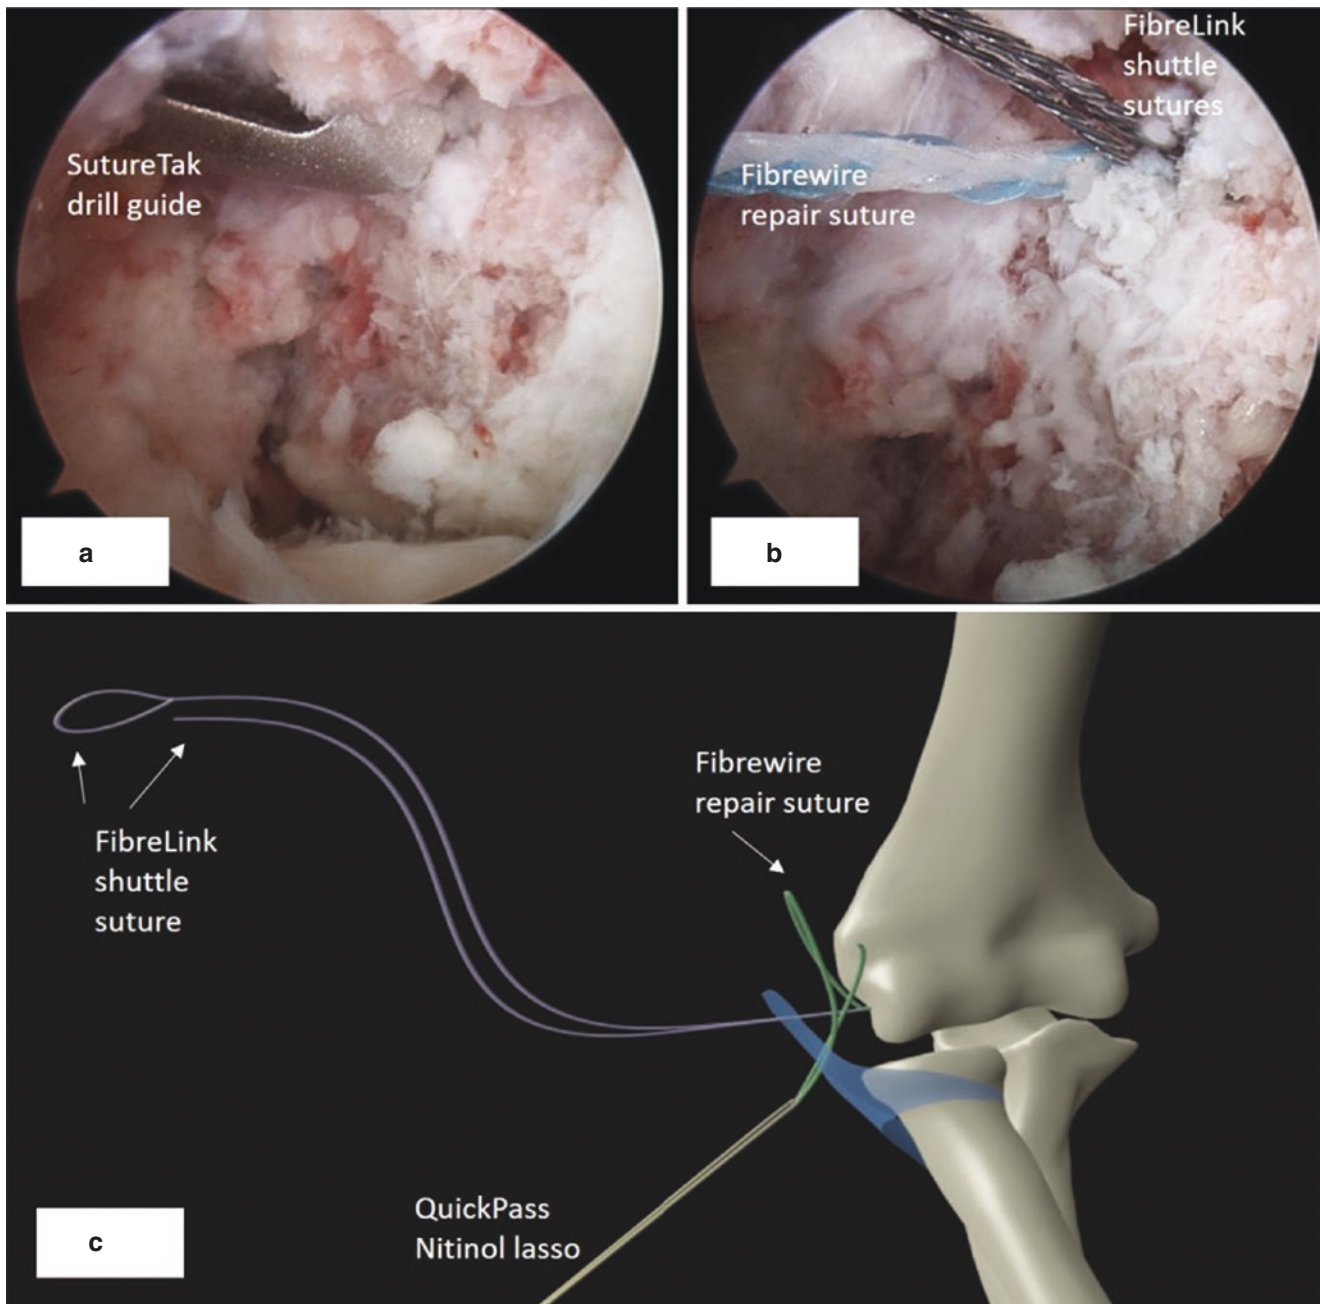 SutureTak
drill guide
a
FibreLink
shuttle
sutures
Fibrewire
repair suture
b
FibreLink
shuttle
suture
Fibrewire
repair suture
QuickPass
Nitinol lasso
c